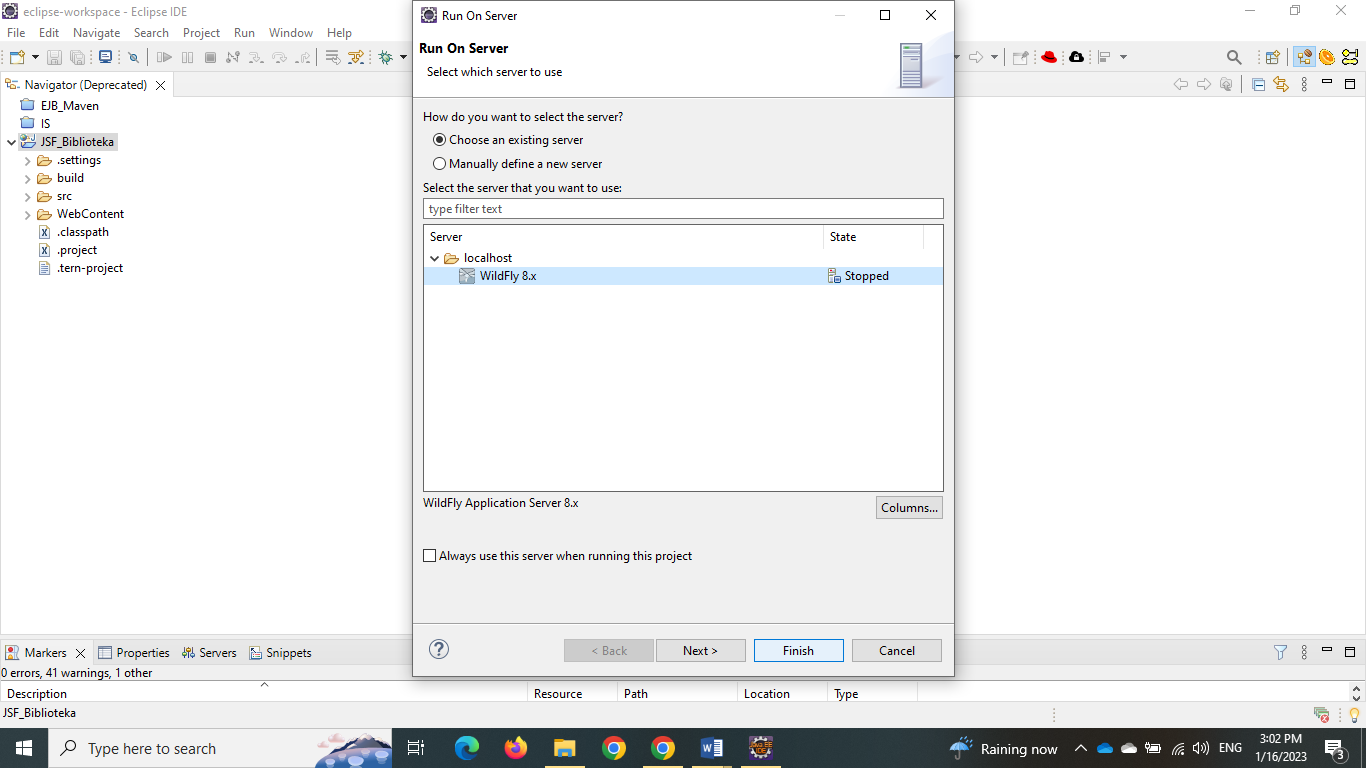 eclipse-workspace - Eclipse IDE
File Edit Navigate Search Project Run Window Help
Navigator (Deprecated)
EJB_Maven
IS
JSF_Biblioteka
.settings
build
src
WebContent
.classpath
.project
.tern-project
Run On Server
Run On Server
Select which server to use
How do you want to select the server?
Choose an existing server
Manually define a new server
Select the server that you want to use:
type filter text
Server State
localhost
WildFly 8.x Stopped
WildFly Application Server 8.x
Columns...
Always use this server when running this project
? < Back Next > Finish Cancel
Markers Properties Servers Snippets
0 errors, 41 warnings, 1 other
Description Resource Path Location Type
JSF_Biblioteka
Type here to search
Raining now ENG
3:02 PM
1/16/2023
3